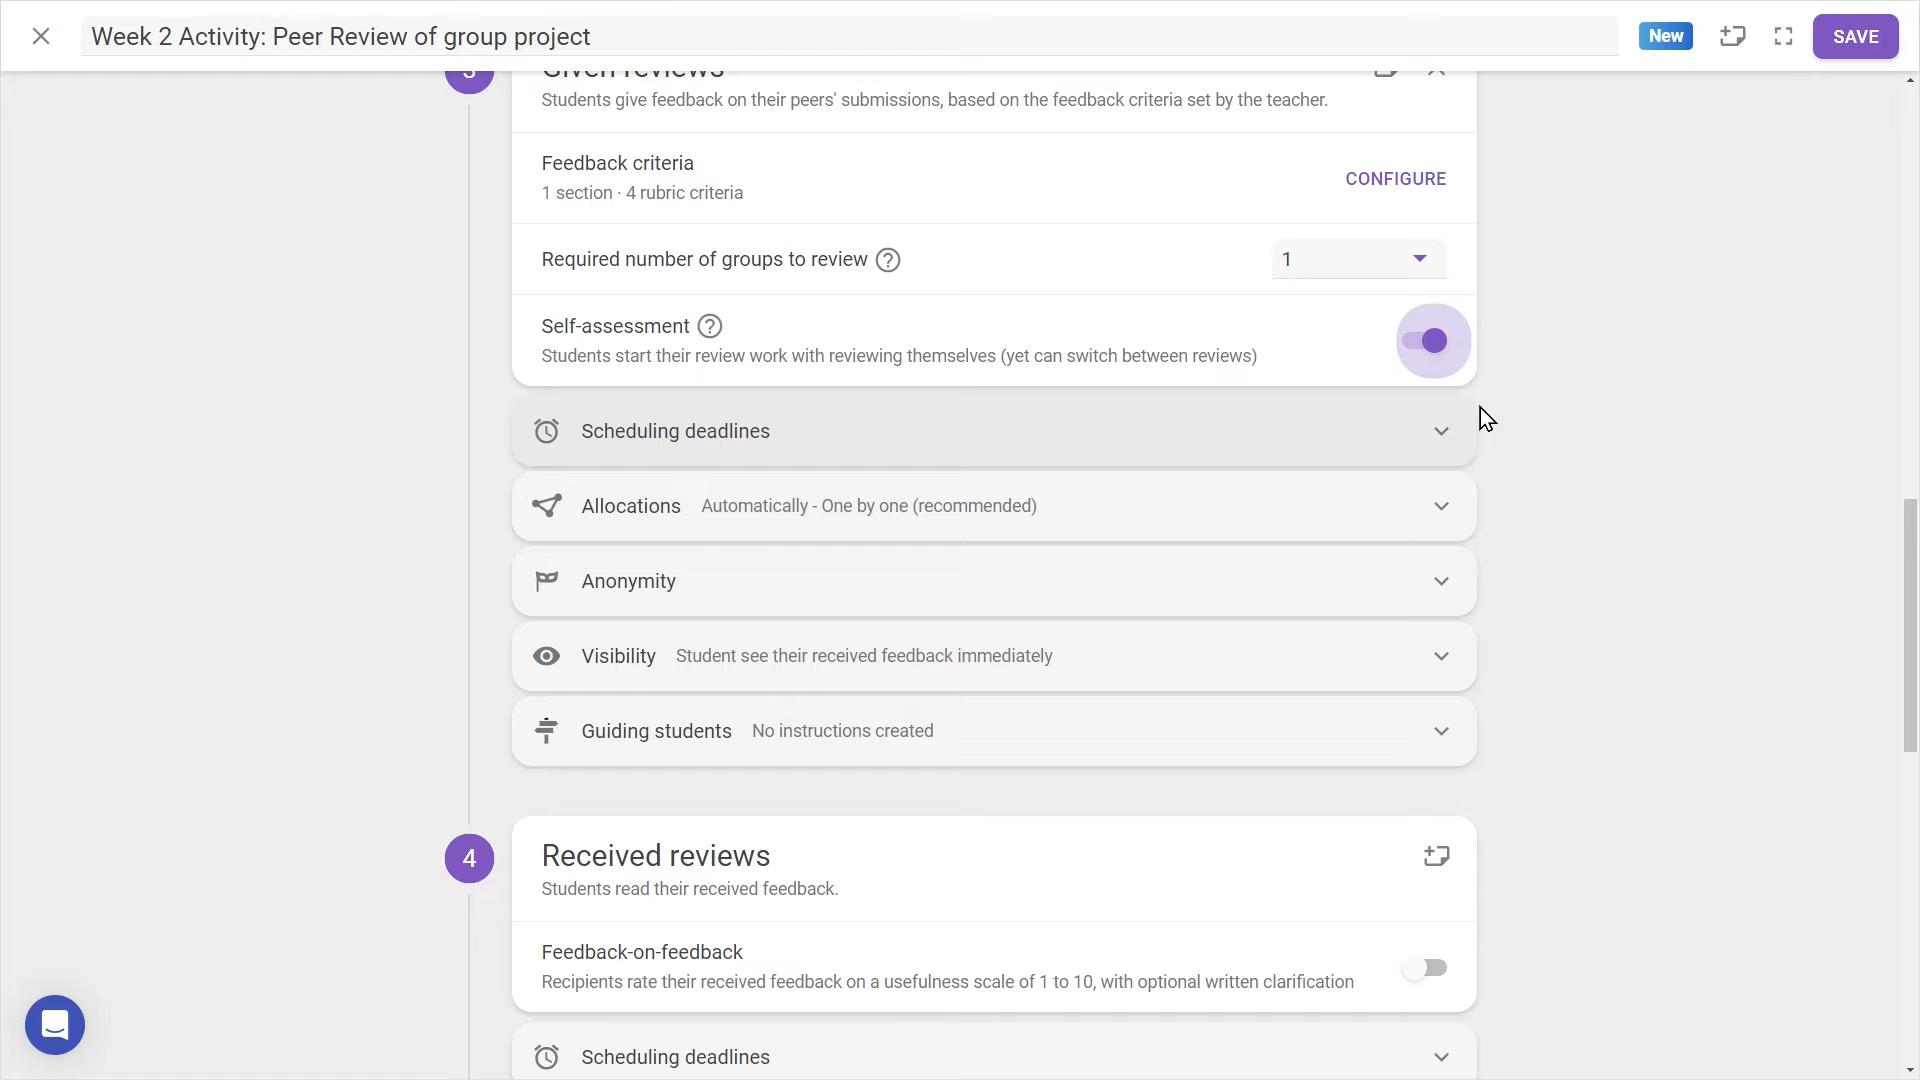 Week 2 Activity: Peer Review of group project
New
SAVE
3
Given reviews
Students give feedback on their peers' submissions, based on the feedback criteria set by the teacher.
Feedback criteria
1 section · 4 rubric criteria
CONFIGURE
Required number of groups to review
1
Self-assessment
Students start their review work with reviewing themselves (yet can switch between reviews)
Scheduling deadlines
Allocations Automatically - One by one (recommended)
Anonymity
Visibility Student see their received feedback immediately
Guiding students No instructions created
4
Received reviews
Students read their received feedback.
Feedback-on-feedback
Recipients rate their received feedback on a usefulness scale of 1 to 10, with optional written clarification
Scheduling deadlines